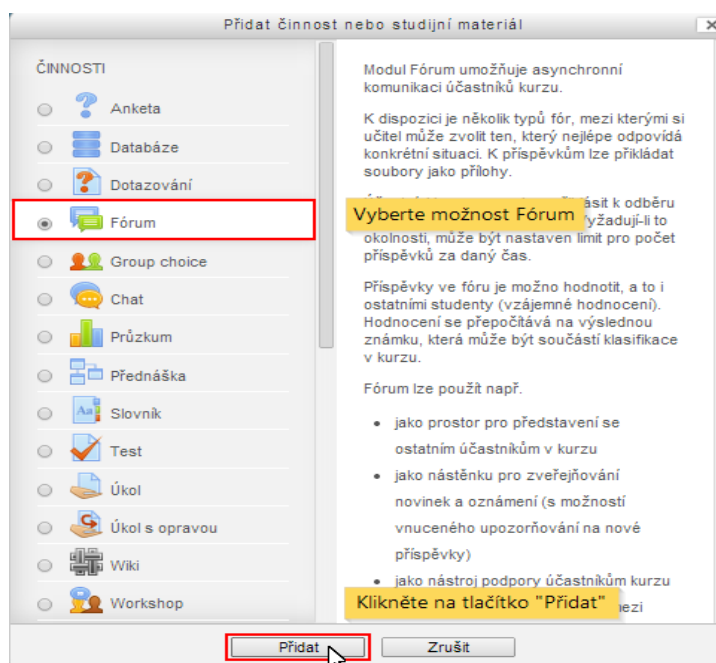 Přidat činnost nebo studijní materiál
ČINNOSTI
Anketa
Databáze
Dotazování
Fórum
Group choice
Chat
Průzkum
Přednáška
Slovník
Test
Úkol
Úkol s opravou
Wiki
Workshop
Modul Fórum umožňuje asynchronní
komunikaci účastníků kurzu.
K dispozici je několik typů fór, mezi kterými si
učitel může zvolit ten, který nejlépe odpovídá
konkrétní situaci. K příspěvkům lze přikládat
soubory jako přílohy.
k odběru
Vyberte možnost Fórum
vyžadují-li to
okolnosti, může být nastaven limit pro počet
příspěvků za daný čas.
Příspěvky ve fóru je možno hodnotit, a to i
ostatními studenty (vzájemné hodnocení).
Hodnocení se přepočítává na výslednou
známku, která může být součástí klasifikace
v kurzu.
Fórum lze použít např.
jako prostor pro představení se
ostatním účastníkům v kurzu
jako nástěnku pro zveřejňování
novinek a oznámení (s možností
vnuceného upozorňování na nové
příspěvky)
jako nástroj podpory účastníkům kurzu
Klikněte na tlačítko "Přidat"
mezi
Přidat
Zrušit